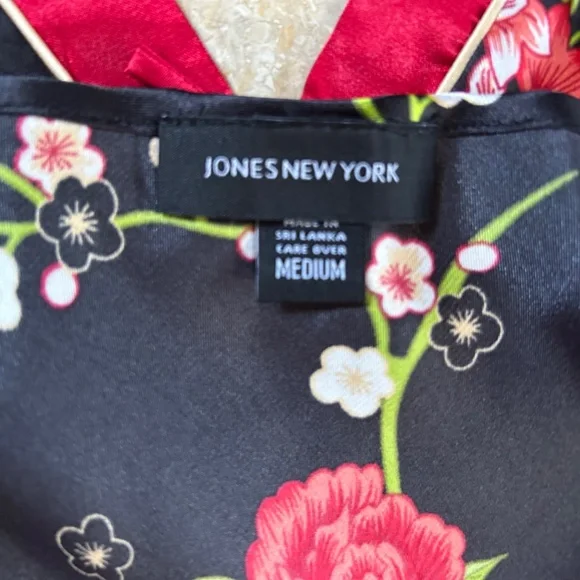 JONES NEW YORK
MADE IN
SRI LANKA
CARE OVER
MEDIUM